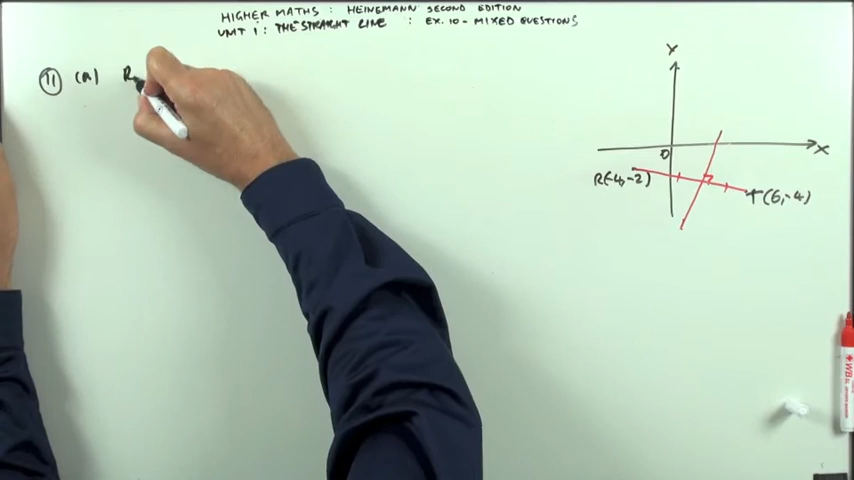 HIGHER MATHS : HEINEMANN SECOND EDITION
UNIT 1 : THE STRAIGHT LINE : EX. 10 - MIXED QUESTIONS
11 (a) R
Y
O
X
R(-4,-2)
T(6,-4)
WB